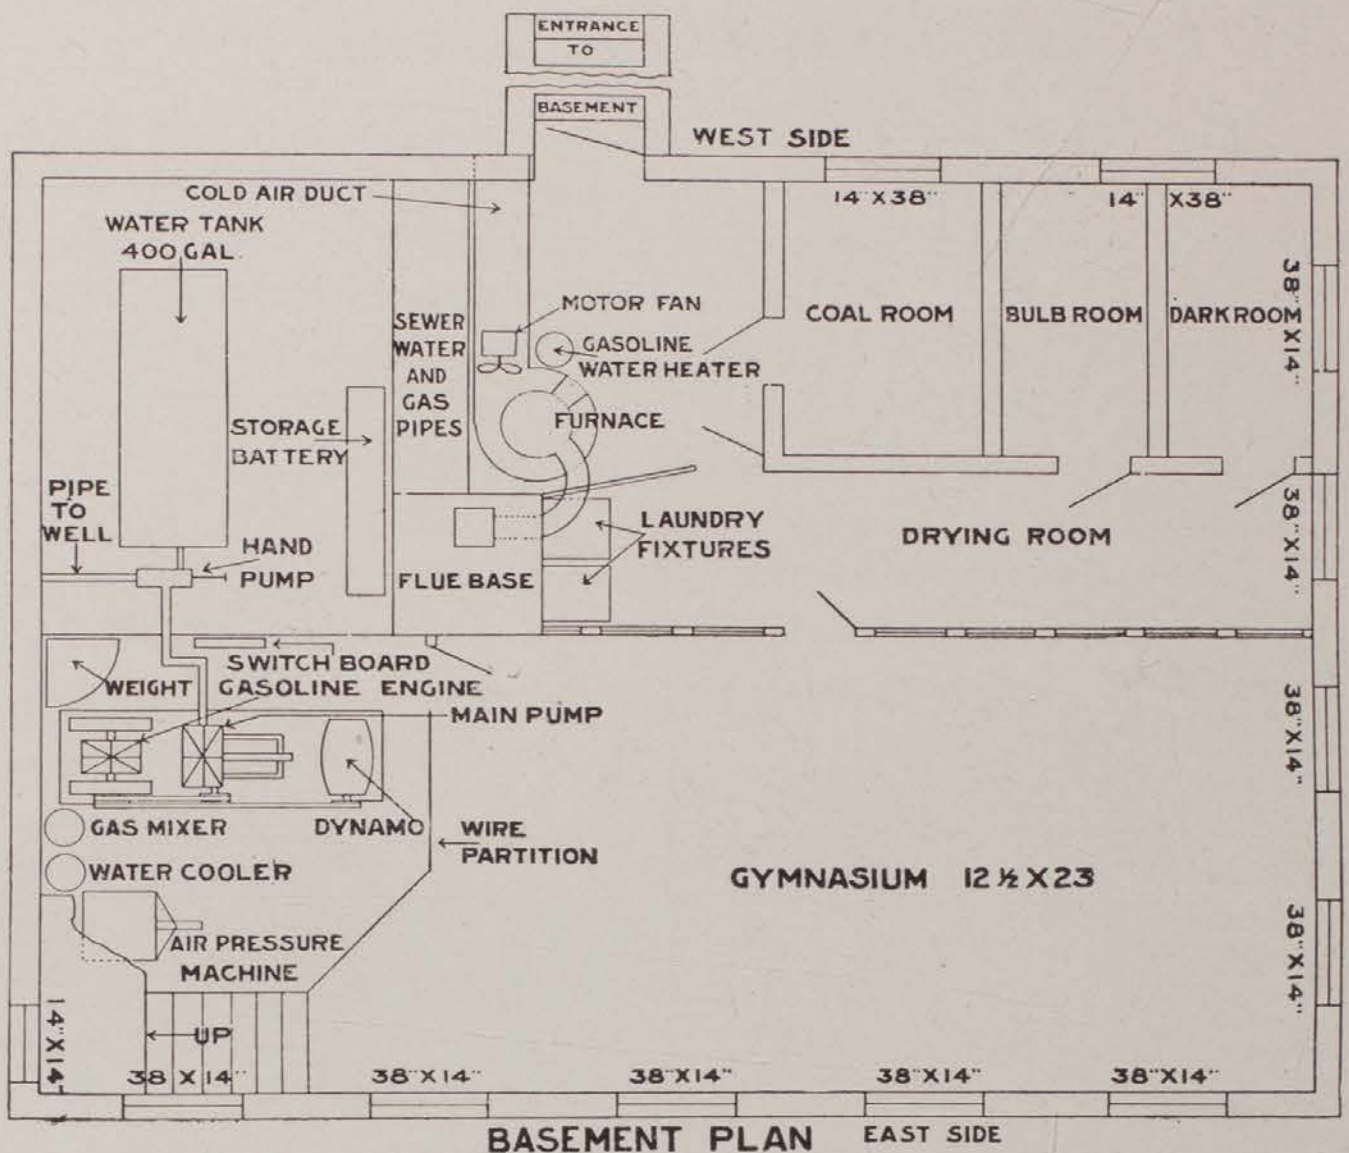 ENTRANCE
TO
BASEMENT
WEST SIDE
COLD AIR DUCT
14"X38"
14" X38"
WATER TANK
400 GAL.
38"X14"
MOTOR FAN
COAL ROOM
BULB ROOM
DARKROOM
SEWER
WATER
AND
GAS
PIPES
GASOLINE
WATER HEATER
FURNACE
STORAGE
BATTERY
PIPE
TO
WELL
HAND
PUMP
LAUNDRY
FIXTURES
DRYING ROOM
38"X14"
FLUE BASE
SWITCH BOARD
WEIGHT
GASOLINE ENGINE
MAIN PUMP
38"X14"
GAS MIXER
DYNAMO
WIRE
PARTITION
WATER COOLER
GYMNASIUM 12½X23
38"X14"
AIR PRESSURE
MACHINE
14"X14"
UP
38 X 14"
38"X14"
38"X14"
38"X14"
38"X14"
BASEMENT PLAN EAST SIDE